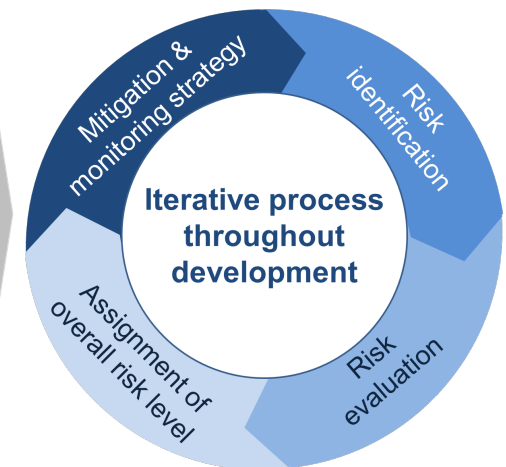 Mitigation &
monitoring strategy
Risk
identification
Iterative process
throughout
development
Assignment of
overall risk level
Risk
evaluation